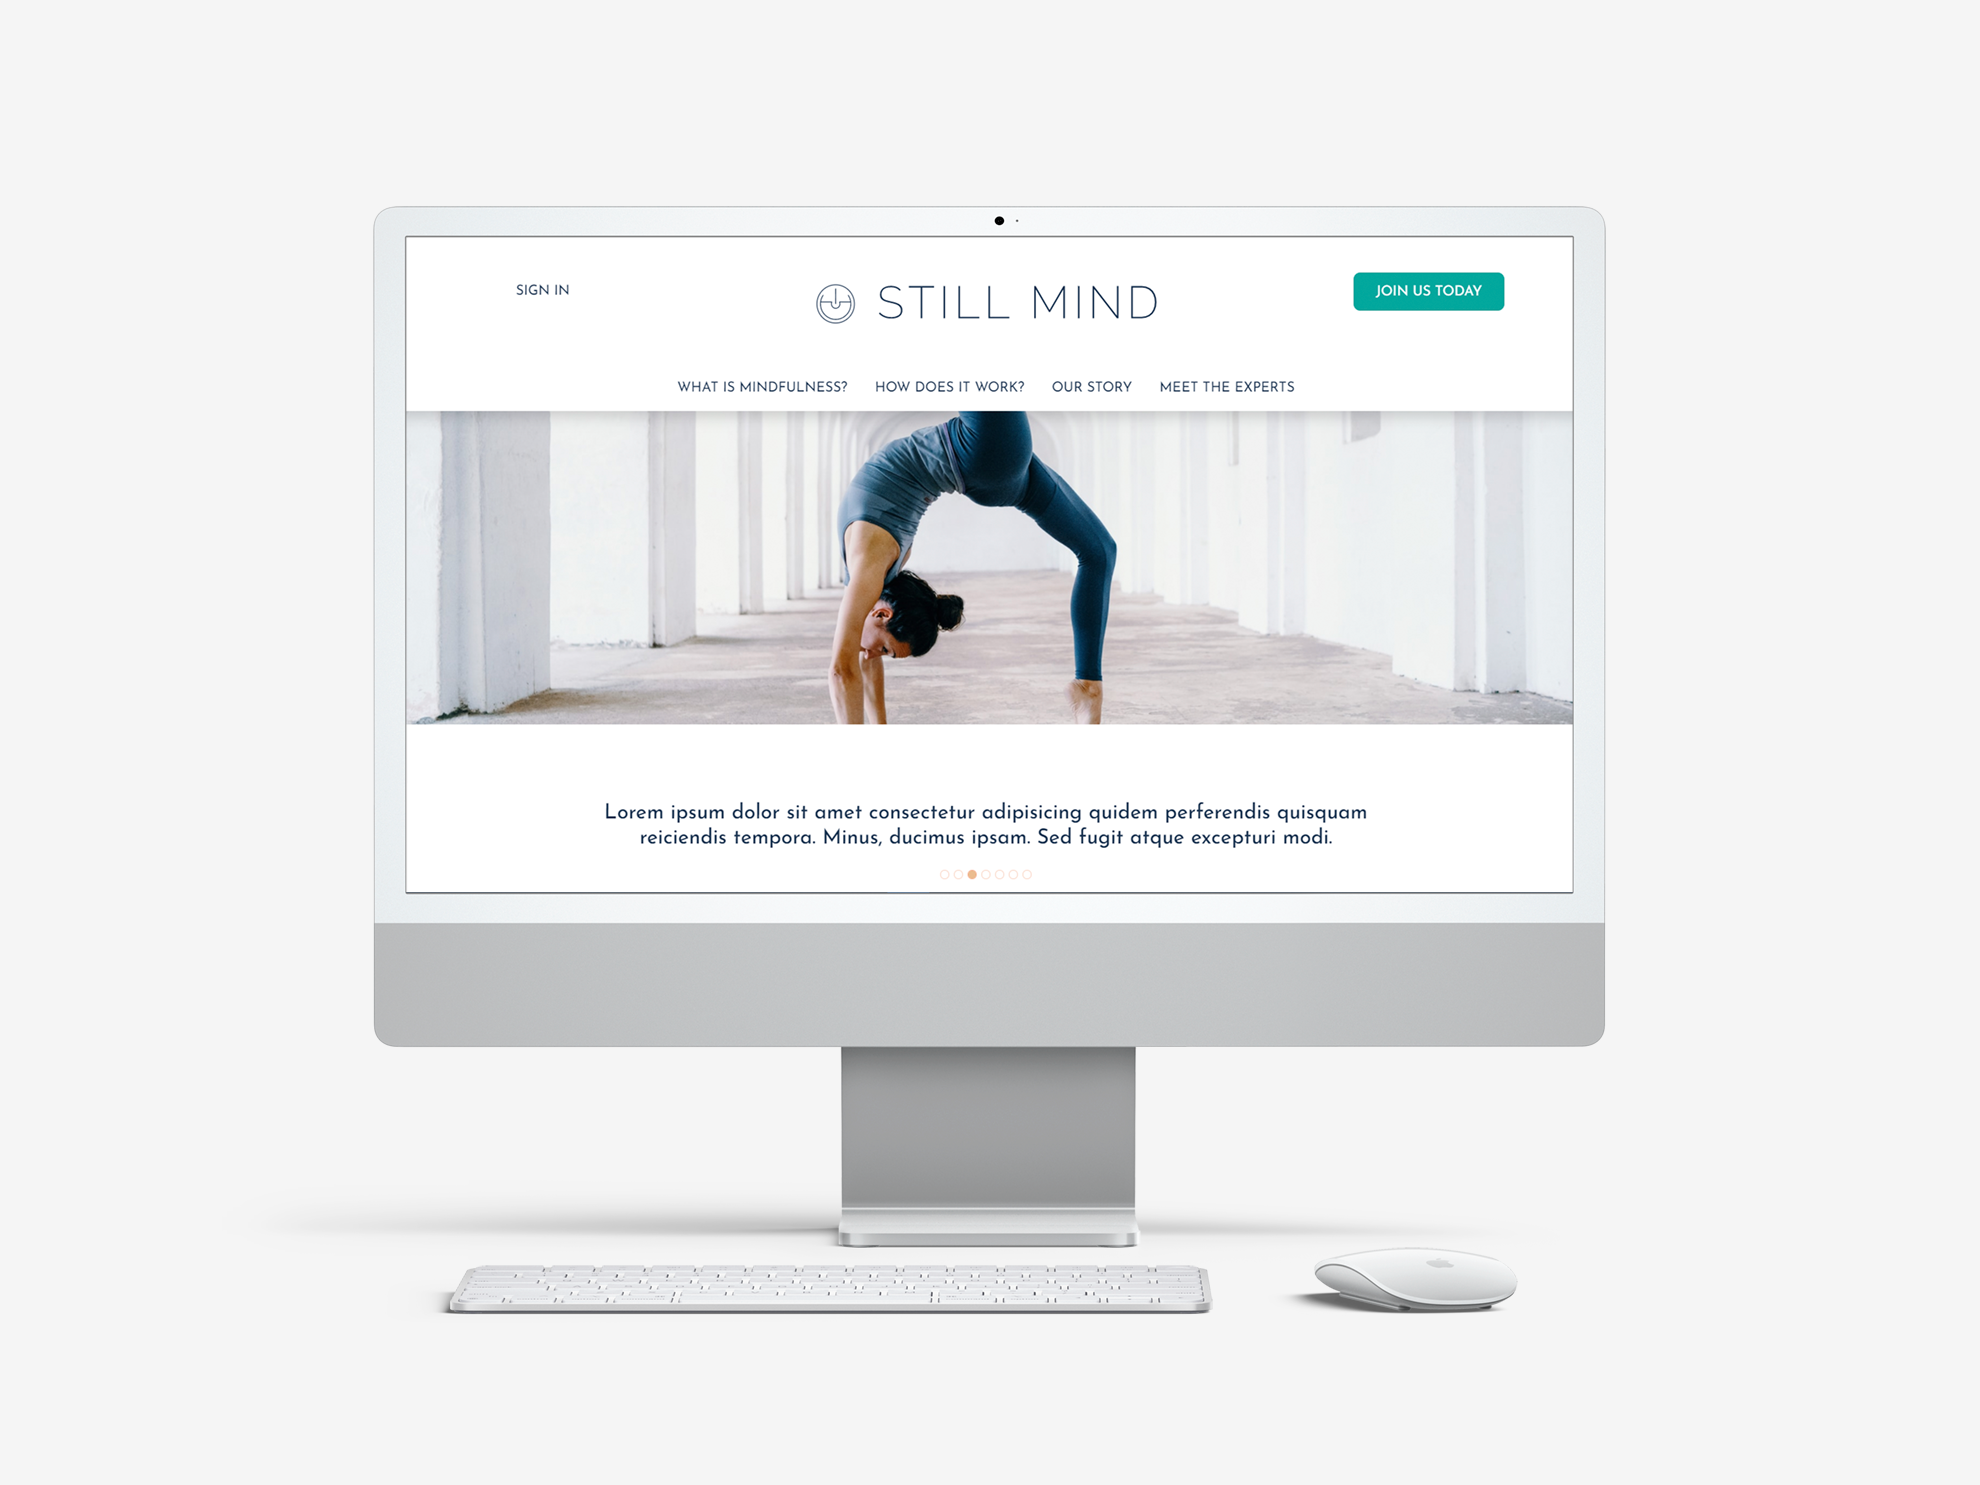 SIGN IN
STILL MIND
JOIN US TODAY
WHAT IS MINDFULNESS? HOW DOES IT WORK? OUR STORY MEET THE EXPERTS
Lorem ipsum dolor sit amet consectetur adipisicing quidem perferendis quisquam
reiciendis tempora. Minus, ducimus ipsam. Sed fugit atque excepturi modi.